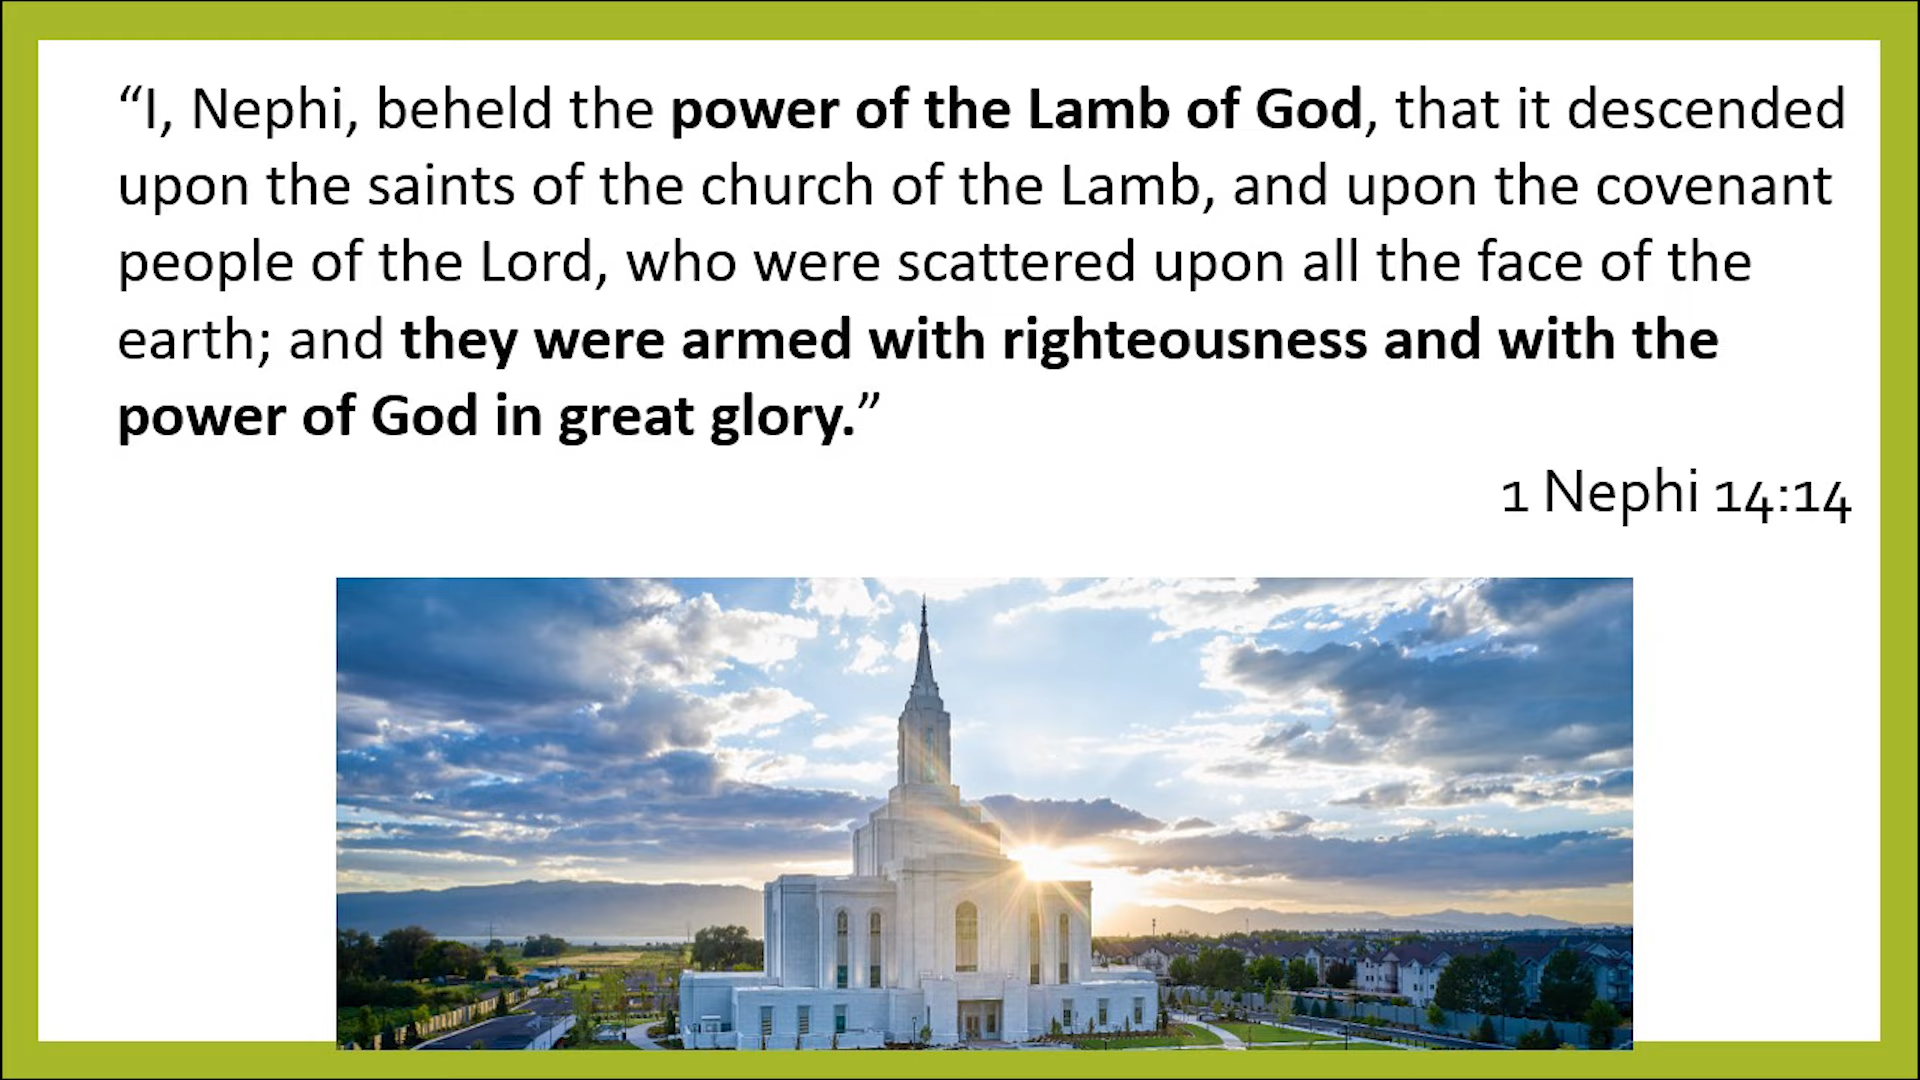 “I, Nephi, beheld the power of the Lamb of God, that it descended
upon the saints of the church of the Lamb, and upon the covenant
people of the Lord, who were scattered upon all the face of the
earth; and they were armed with righteousness and with the
power of God in great glory.”
1 Nephi 14:14